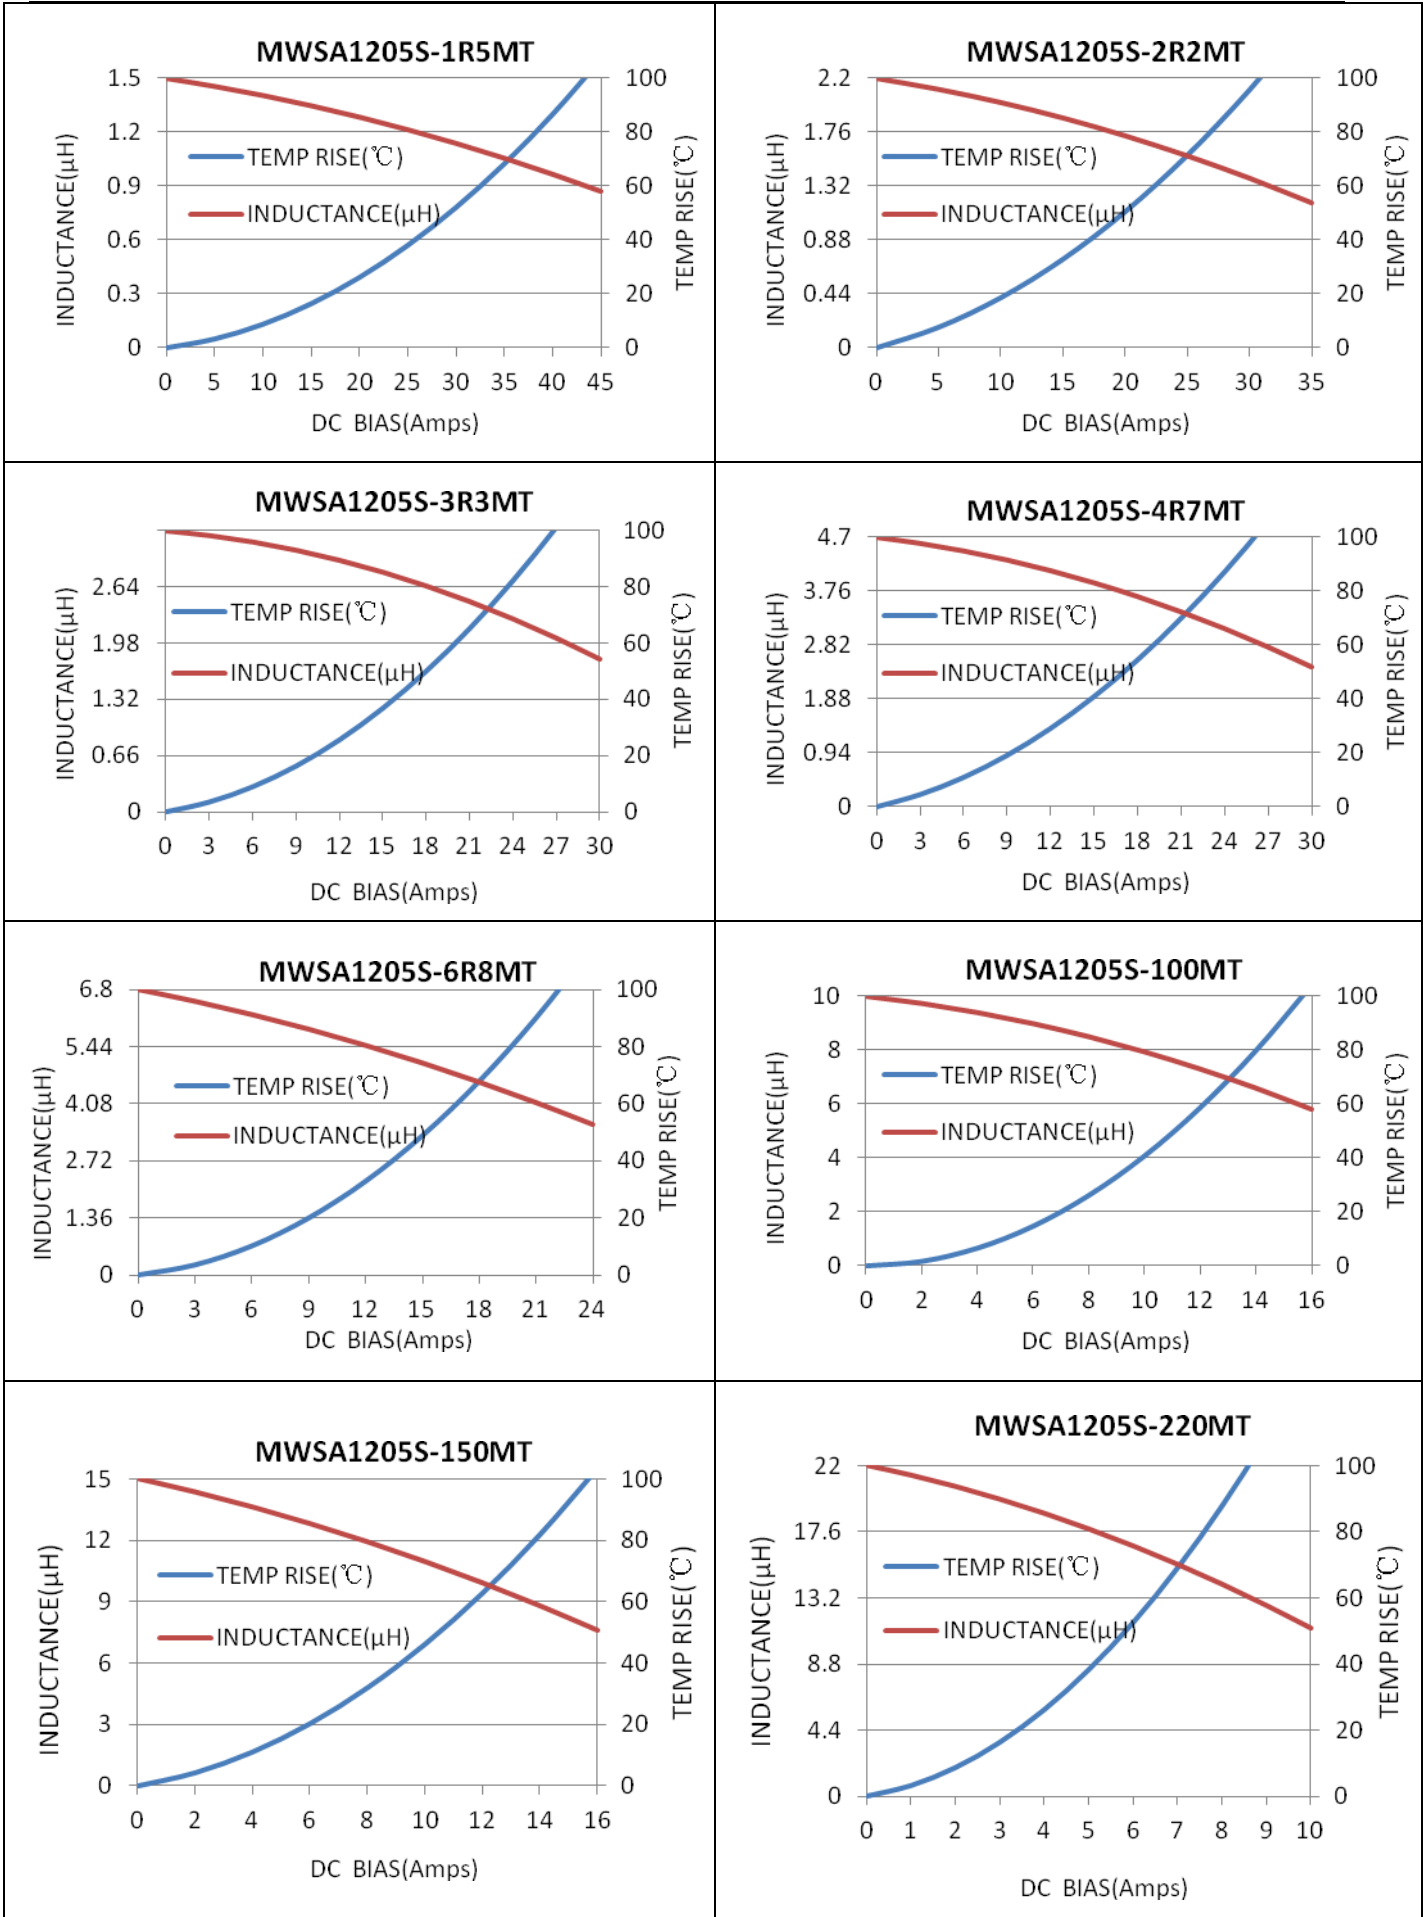 MWSA1205S-1R5MT
1.5 100
1.2 80
TEMP RISE(℃)
0.9 60
INDUCTANCE(μH)
0.6 40
0.3 20
0 0
0 5 10 15 20 25 30 35 40 45
DC BIAS(Amps)
INDUCTANCE(μH)
TEMP RISE(℃)
MWSA1205S-2R2MT
2.2 100
1.76 80
TEMP RISE(℃)
1.32 60
INDUCTANCE(μH)
0.88 40
0.44 20
0 0
0 5 10 15 20 25 30 35
DC BIAS(Amps)
INDUCTANCE(μH)
TEMP RISE(℃)
MWSA1205S-3R3MT
100
2.64 80
TEMP RISE(℃)
1.98 60
INDUCTANCE(μH)
1.32 40
0.66 20
0 0
0 3 6 9 12 15 18 21 24 27 30
DC BIAS(Amps)
INDUCTANCE(μH)
TEMP RISE(℃)
MWSA1205S-4R7MT
4.7 100
3.76 80
TEMP RISE(℃)
2.82 60
INDUCTANCE(μH)
1.88 40
0.94 20
0 0
0 3 6 9 12 15 18 21 24 27 30
DC BIAS(Amps)
INDUCTANCE(μH)
TEMP RISE(℃)
MWSA1205S-6R8MT
6.8 100
5.44 80
TEMP RISE(℃)
4.08 60
INDUCTANCE(μH)
2.72 40
1.36 20
0 0
0 3 6 9 12 15 18 21 24
DC BIAS(Amps)
INDUCTANCE(μH)
TEMP RISE(℃)
MWSA1205S-100MT
10 100
8 80
TEMP RISE(℃)
6 60
INDUCTANCE(μH)
4 40
2 20
0 0
0 2 4 6 8 10 12 14 16
DC BIAS(Amps)
INDUCTANCE(μH)
TEMP RISE(℃)
MWSA1205S-150MT
15 100
12 80
TEMP RISE(℃)
9 60
INDUCTANCE(μH)
6 40
3 20
0 0
0 2 4 6 8 10 12 14 16
DC BIAS(Amps)
INDUCTANCE(μH)
TEMP RISE(℃)
MWSA1205S-220MT
22 100
17.6 80
TEMP RISE(℃)
13.2 60
INDUCTANCE(μH)
8.8 40
4.4 20
0 0
0 1 2 3 4 5 6 7 8 9 10
DC BIAS(Amps)
INDUCTANCE(μH)
TEMP RISE(℃)